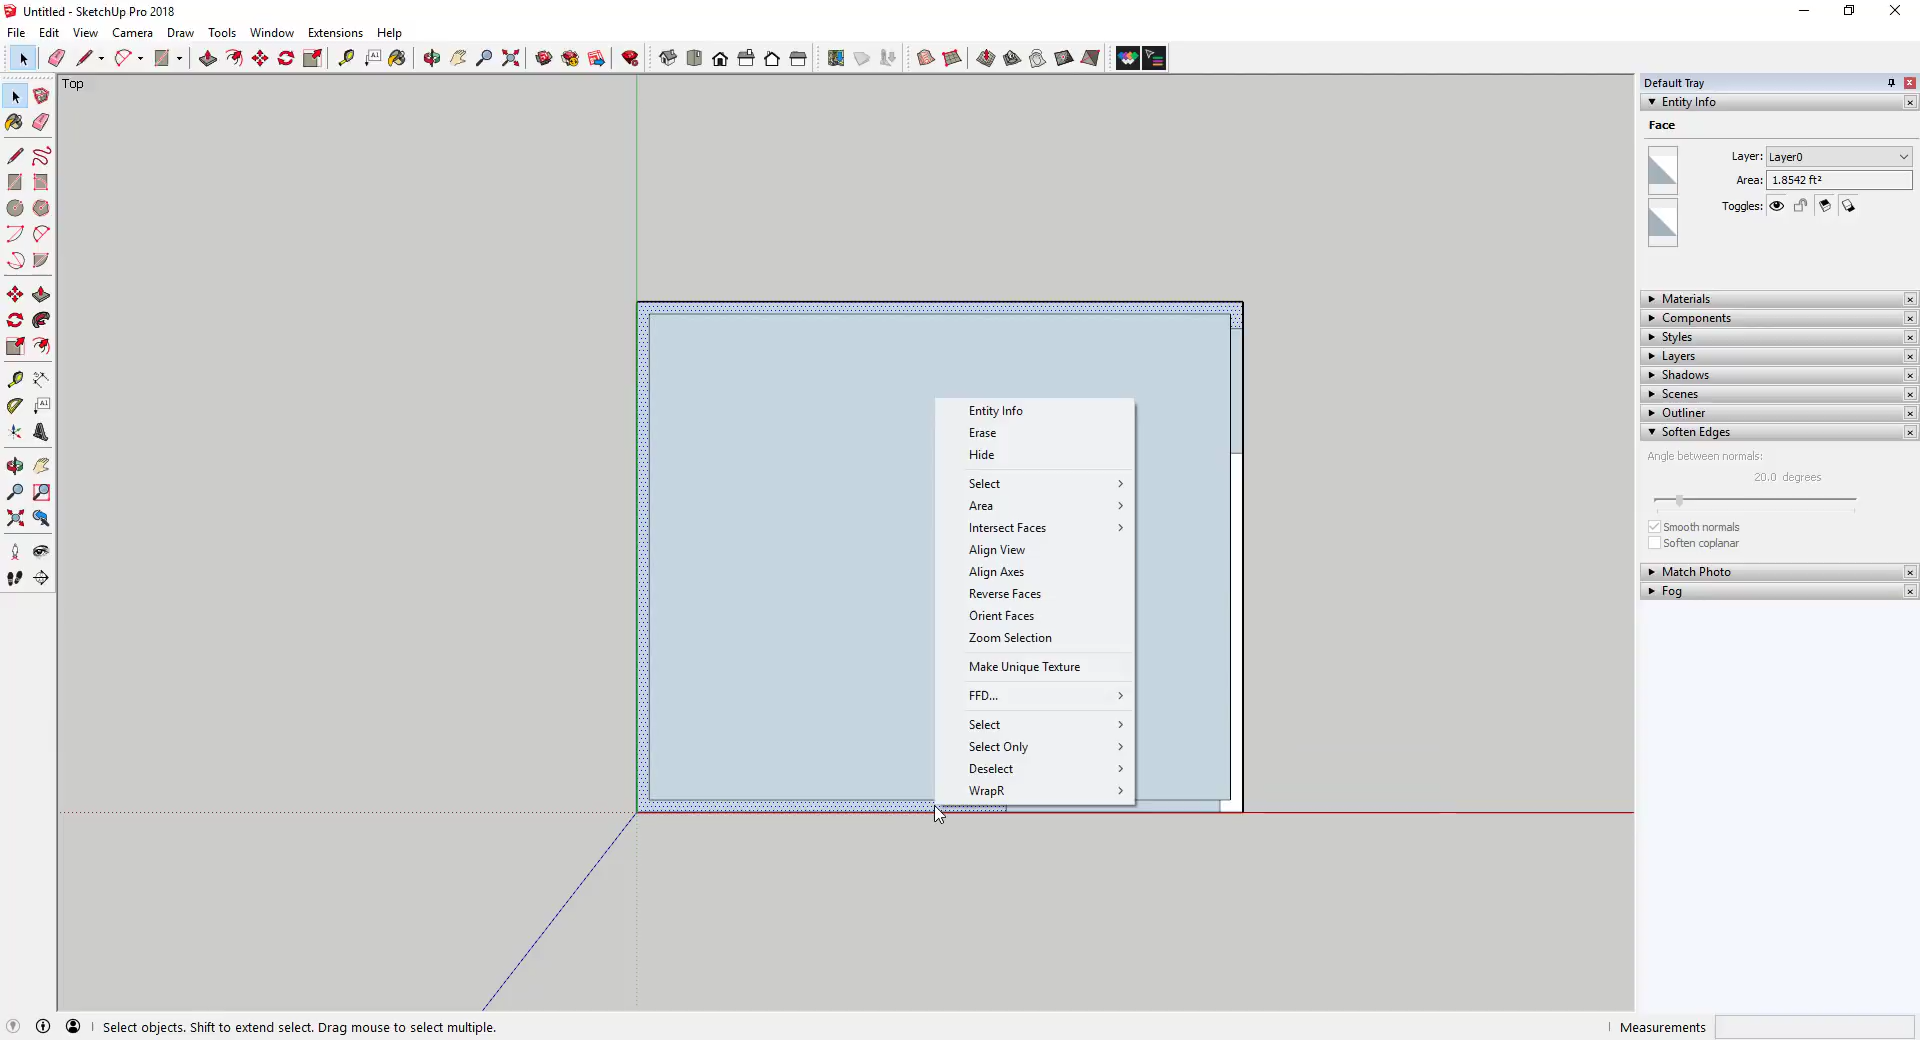 Untitled - SketchUp Pro 2018
File Edit View Camera Draw Tools Window Extensions Help
Top
Default Tray
Entity Info
Face
Layer: Layer0
Area: 1.8542 ft²
Toggles:
Materials
Components
Styles
Layers
Shadows
Scenes
Outliner
Soften Edges
Angle between normals:
20.0 degrees
Smooth normals
Soften coplanar
Match Photo
Fog
Entity Info
Erase
Hide
Select
Area
Intersect Faces
Align View
Align Axes
Reverse Faces
Orient Faces
Zoom Selection
Make Unique Texture
FFD...
Select
Select Only
Deselect
WrapR
Select objects. Shift to extend select. Drag mouse to select multiple.
Measurements